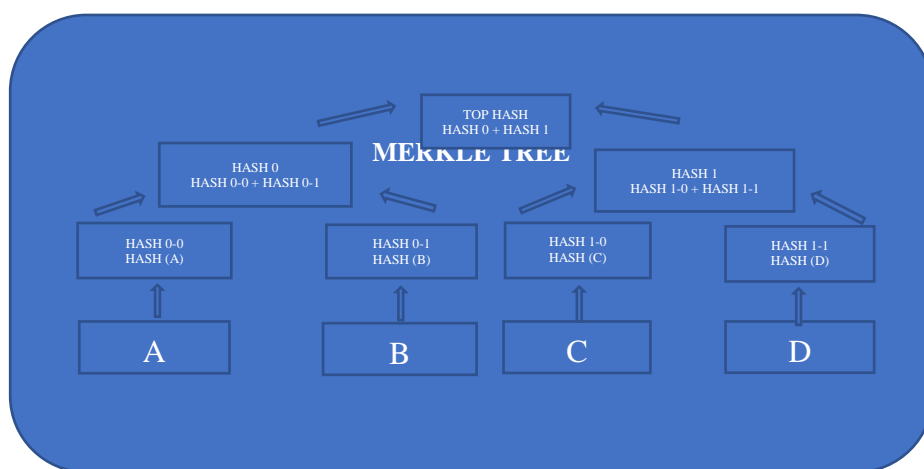 TOP HASH
HASH 0 + HASH 1
MERKLE TREE
HASH 0
HASH 0-0 + HASH 0-1
HASH 1
HASH 1-0 + HASH 1-1
HASH 0-0
HASH (A)
HASH 0-1
HASH (B)
HASH 1-0
HASH (C)
HASH 1-1
HASH (D)
A
B
C
D